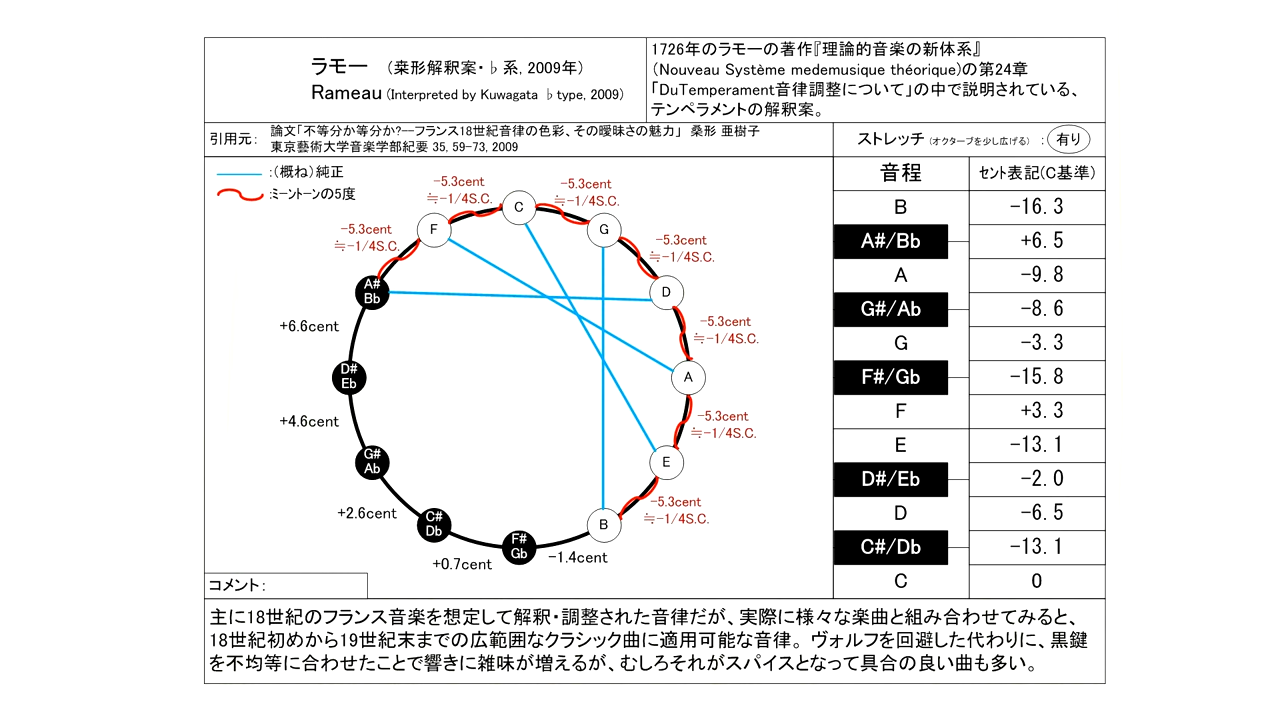 ラモー （桒形解釈案・♭系, 2009年）
Rameau (Interpreted by Kuwagata ♭type, 2009)
1726年のラモーの著作『理論的音楽の新体系』
（Nouveau Système medemusique théorique)の第24章
「DuTemperament音律調整について」の中で説明されている、
テンペラメントの解釈案。
引用元：
論文「不等分か等分か?--フランス18世紀音律の色彩、その曖昧さの魅力」 桑形 亜樹子
東京藝術大学音楽学部紀要 35, 59-73, 2009
ストレッチ (オクターブを少し広げる) : 有り
:（概ね）純正
:ミーントーンの5度
-5.3cent
≒-1/4S.C.
-5.3cent
≒-1/4S.C.
-5.3cent
≒-1/4S.C.
-5.3cent
≒-1/4S.C.
-5.3cent
≒-1/4S.C.
-5.3cent
≒-1/4S.C.
-5.3cent
≒-1/4S.C.
C
G
D
A
E
B
F#
Gb
C#
Db
G#
Ab
D#
Eb
A#
Bb
F
-1.4cent
+0.7cent
+2.6cent
+4.6cent
+6.6cent
音程 セント表記(C基準)
B -16.3
A#/Bb +6.5
A -9.8
G#/Ab -8.6
G -3.3
F#/Gb -15.8
F +3.3
E -13.1
D#/Eb -2.0
D -6.5
C#/Db -13.1
C 0
コメント：
主に18世紀のフランス音楽を想定して解釈・調整された音律だが、実際に様々な楽曲と組み合わせてみると、
18世紀初めから19世紀末までの広範囲なクラシック曲に適用可能な音律。ヴォルフを回避した代わりに、黒鍵
を不均等に合わせたことで響きに雑味が増えるが、むしろそれがスパイスとなって具合の良い曲も多い。